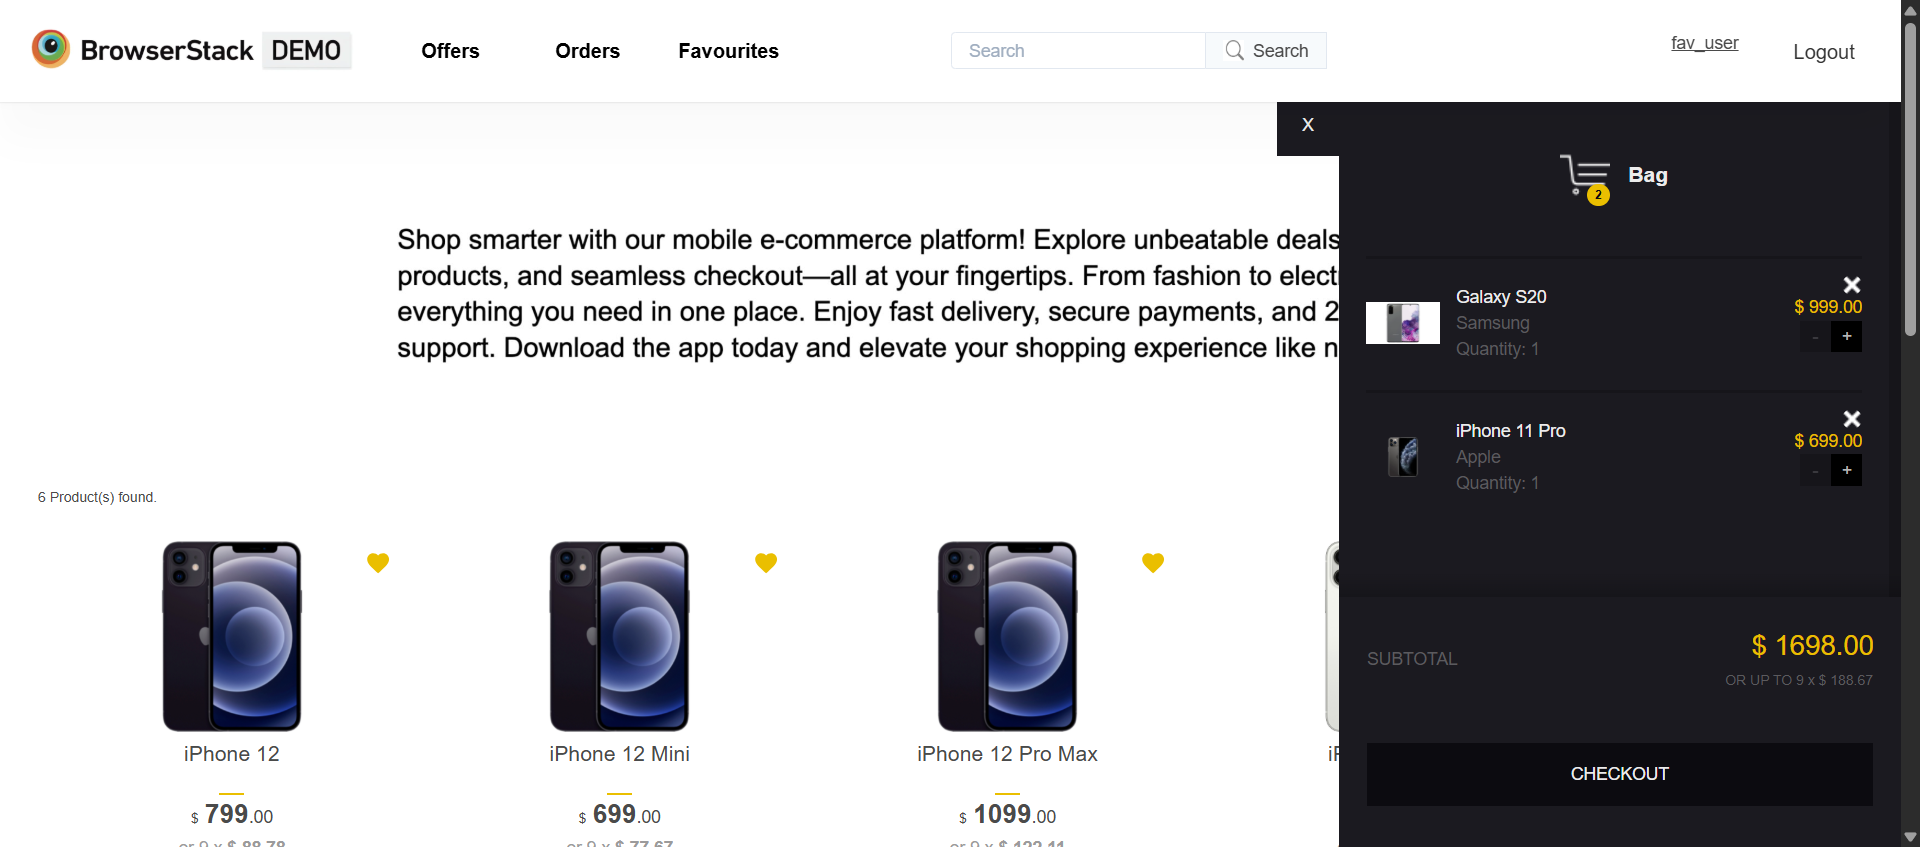 BrowserStack DEMO
Offers
Orders
Favourites
Search
Search
fav_user
Logout
X
2
Bag
Shop smarter with our mobile e-commerce platform! Explore unbeatable deals
products, and seamless checkout—all at your fingertips. From fashion to elect
everything you need in one place. Enjoy fast delivery, secure payments, and 2
support. Download the app today and elevate your shopping experience like n
Galaxy S20
Samsung
Quantity: 1
$ 999.00
- +
iPhone 11 Pro
Apple
Quantity: 1
$ 699.00
- +
SUBTOTAL
$ 1698.00
OR UP TO 9 x $ 188.67
CHECKOUT
6 Product(s) found.
iPhone 12
$ 799.00
or 9 x $ 88.78
iPhone 12 Mini
$ 699.00
or 9 x $ 77.67
iPhone 12 Pro Max
$ 1099.00
or 9 x $ 122.11